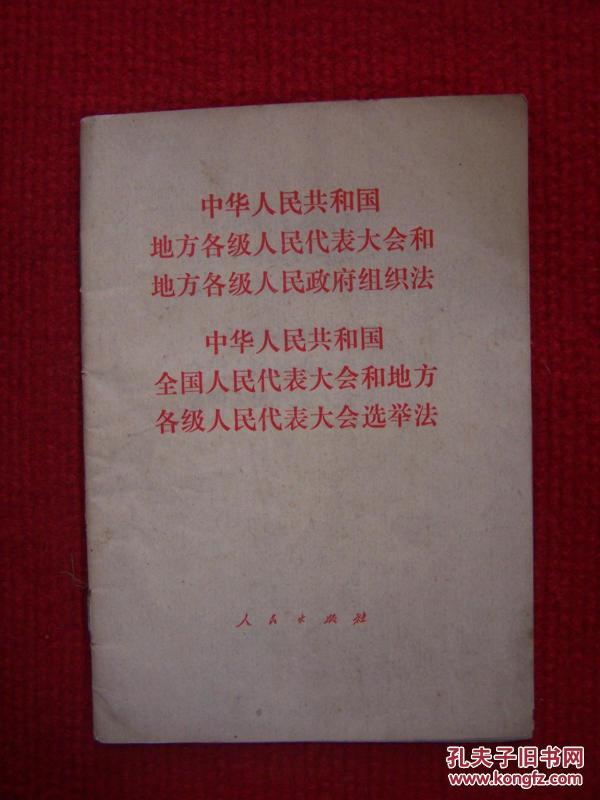 中华人民共和国
地方各级人民代表大会和
地方各级人民政府组织法
中华人民共和国
全国人民代表大会和地方
各级人民代表大会选举法
人民出版社
孔夫子旧书网
www.kongfz.com